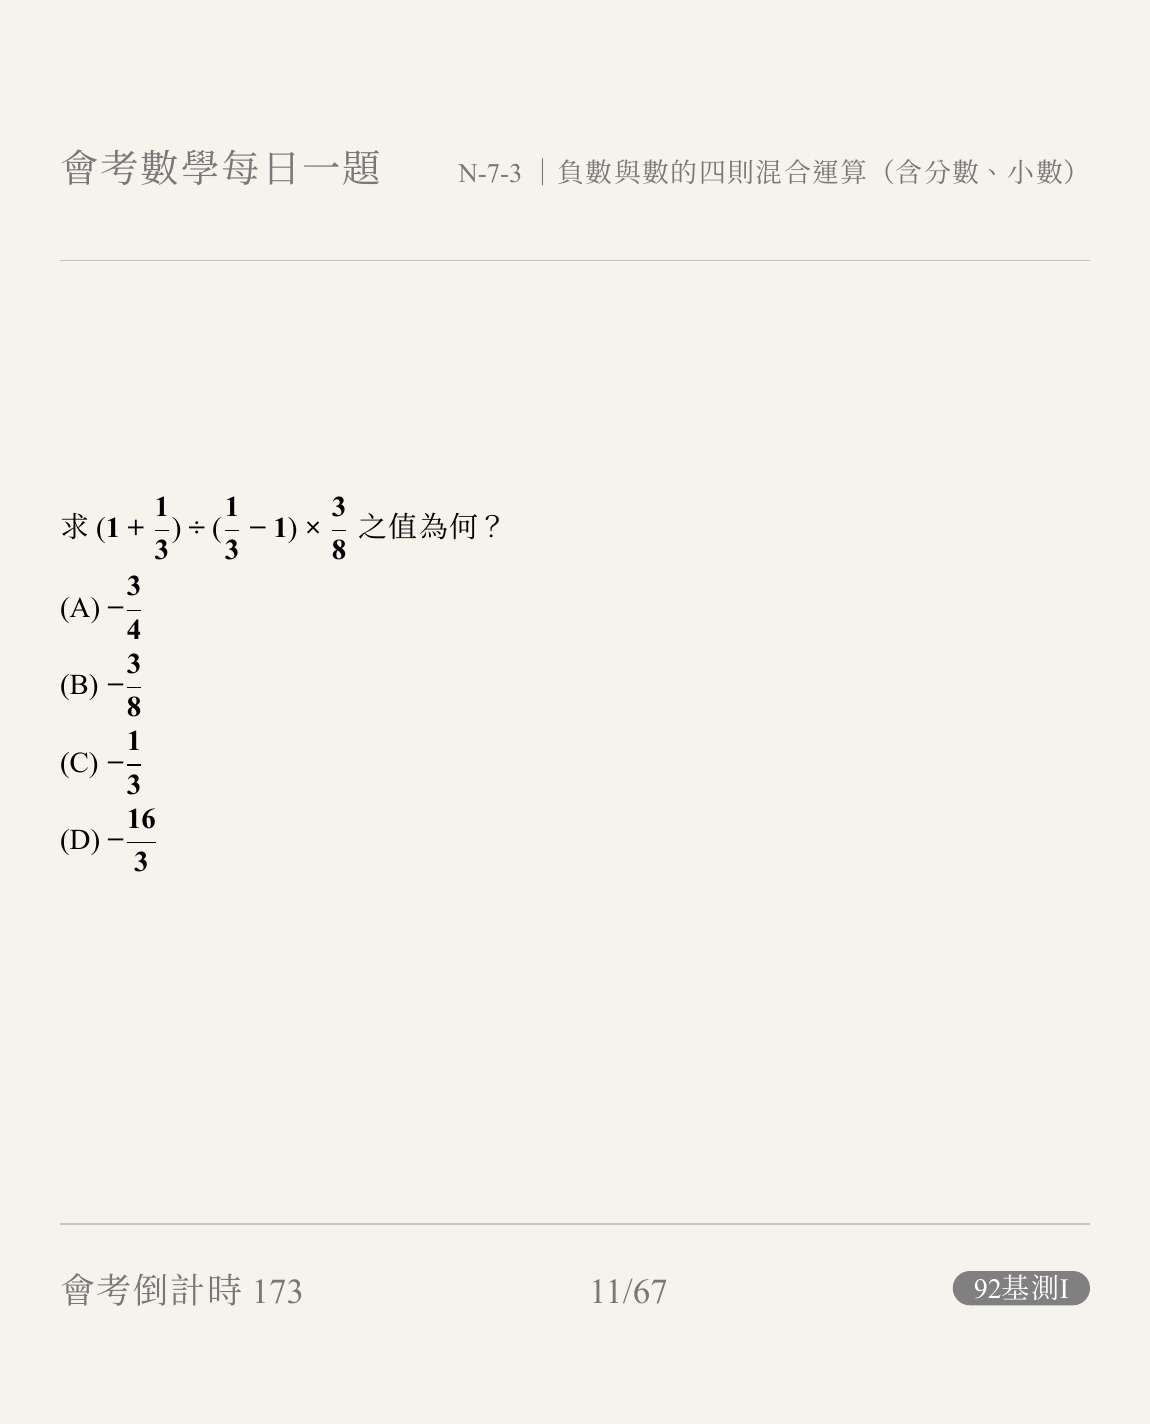 會考數學每日一題
N-7-3｜負數與數的四則混合運算（含分數、小數）
求 (1 + 1/3) ÷ (1/3 − 1) × 3/8 之值為何？
(A) −3/4
(B) −3/8
(C) −1/3
(D) −16/3
會考倒計時 173
11/67
92基測I